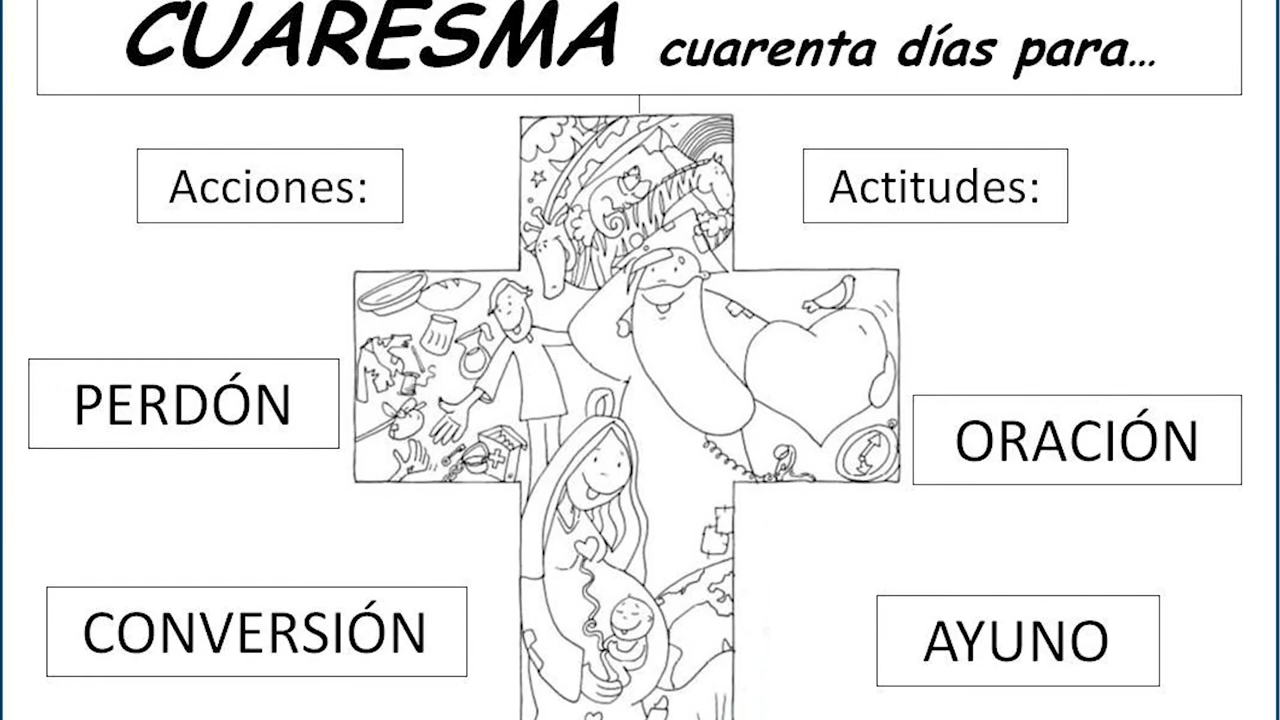 CUARESMA cuarenta días para...
Acciones:
Actitudes:
PERDÓN
ORACIÓN
CONVERSIÓN
AYUNO